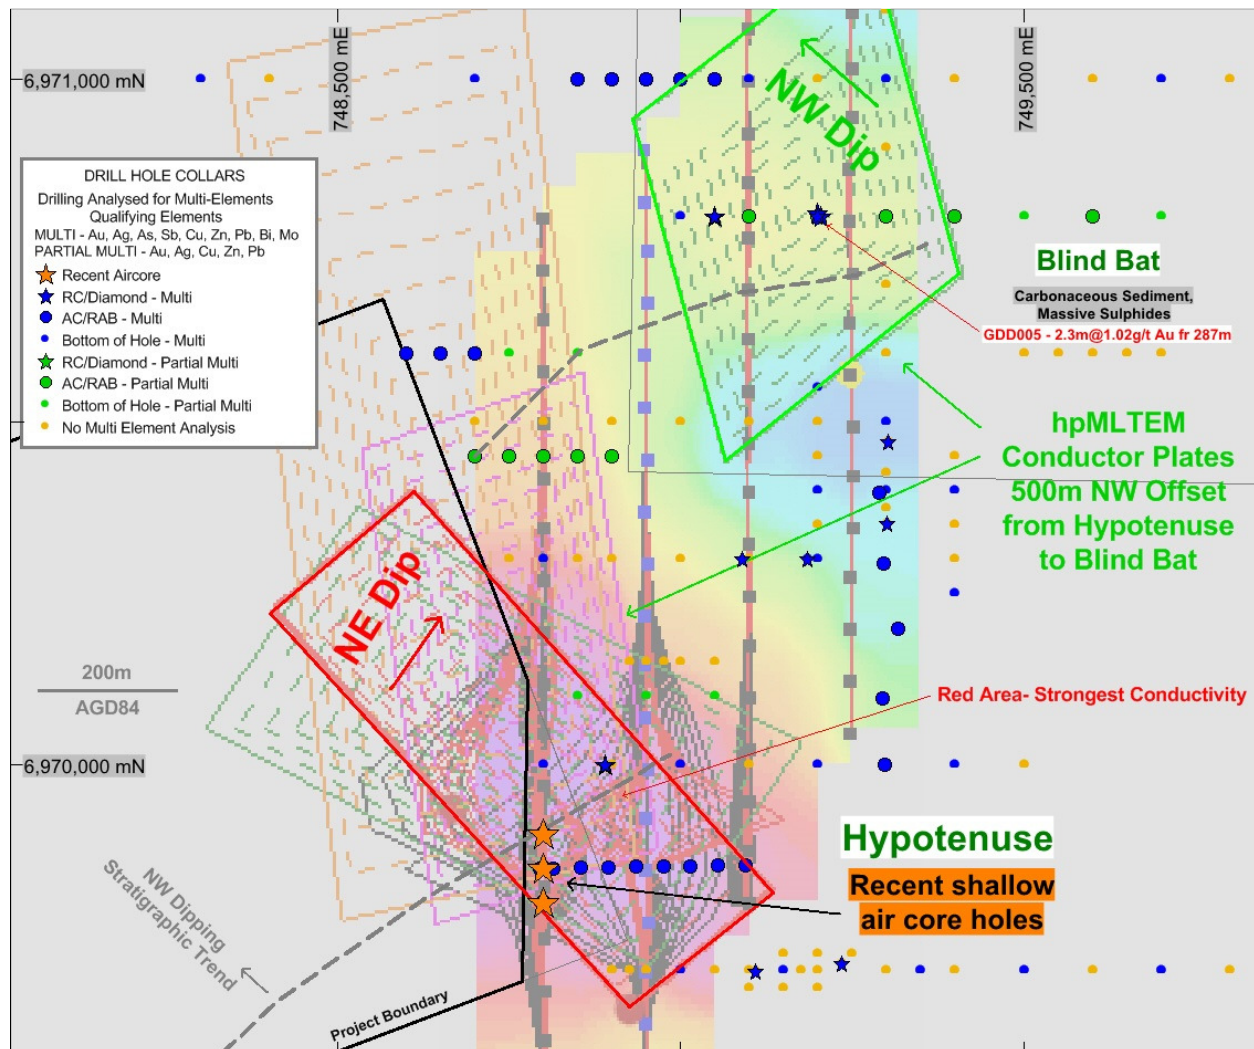 748,500 mE
749,500 mE
6,971,000 mN
NW Dip
DRILL HOLE COLLARS
Drilling Analysed for Multi-Elements
Qualifying Elements
MULTI - Au, Ag, As, Sb, Cu, Zn, Pb, Bi, Mo
PARTIAL MULTI - Au, Ag, Cu, Zn, Pb
Recent Aircore
RC/Diamond - Multi
AC/RAB - Multi
Bottom of Hole - Multi
RC/Diamond - Partial Multi
AC/RAB - Partial Multi
Bottom of Hole - Partial Multi
No Multi Element Analysis
Blind Bat
Carbonaceous Sediment,
Massive Sulphides
GDD005 - 2.3m@1.02g/t Au fr 287m
hpMLTEM
Conductor Plates
500m NW Offset
from Hypotenuse
to Blind Bat
NE Dip
200m
AGD84
Red Area- Strongest Conductivity
6,970,000 mN
Hypotenuse
Recent shallow
air core holes
NW Dipping
Stratigraphic Trend
Project Boundary